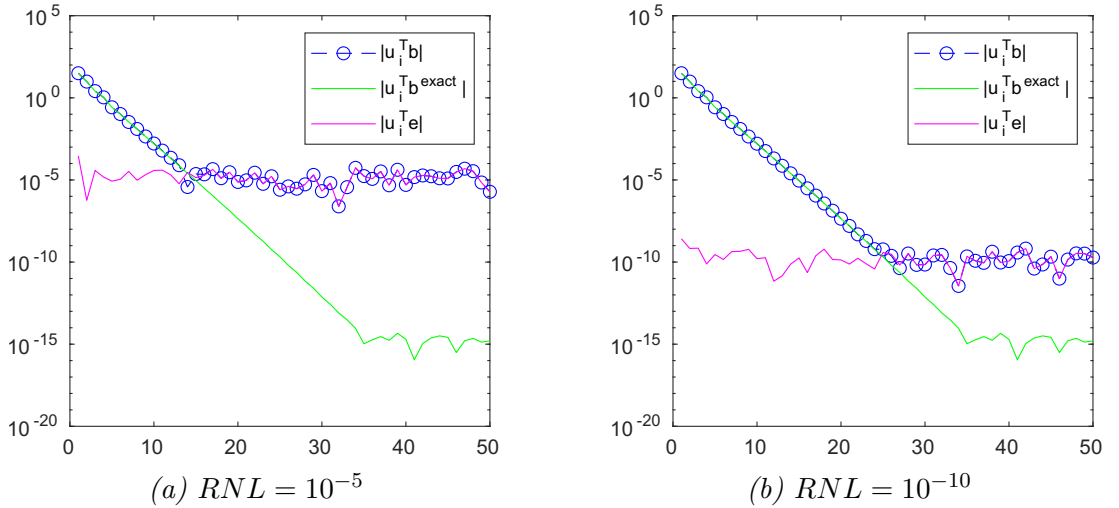 10^5
10^0
10^-5
10^-10
10^-15
10^-20
0 10 20 30 40 50
|u_i^T b|
|u_i^T b^exact |
|u_i^T e|
(a) RNL = 10^−5
10^5
10^0
10^-5
10^-10
10^-15
10^-20
0 10 20 30 40 50
|u_i^T b|
|u_i^T b^exact |
|u_i^T e|
(b) RNL = 10^−10